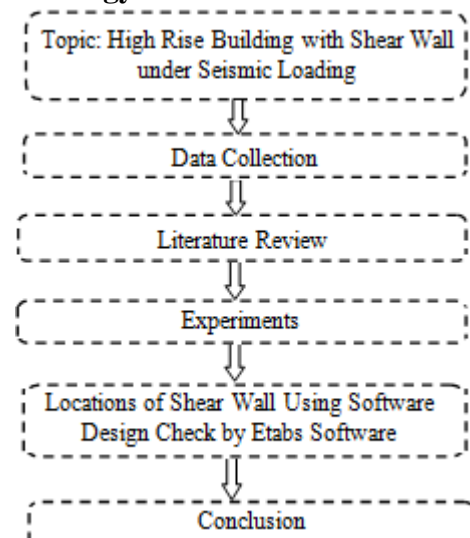 Topic: High Rise Building with Shear Wall
under Seismic Loading
Data Collection
Literature Review
Experiments
Locations of Shear Wall Using Software
Design Check by Etabs Software
Conclusion